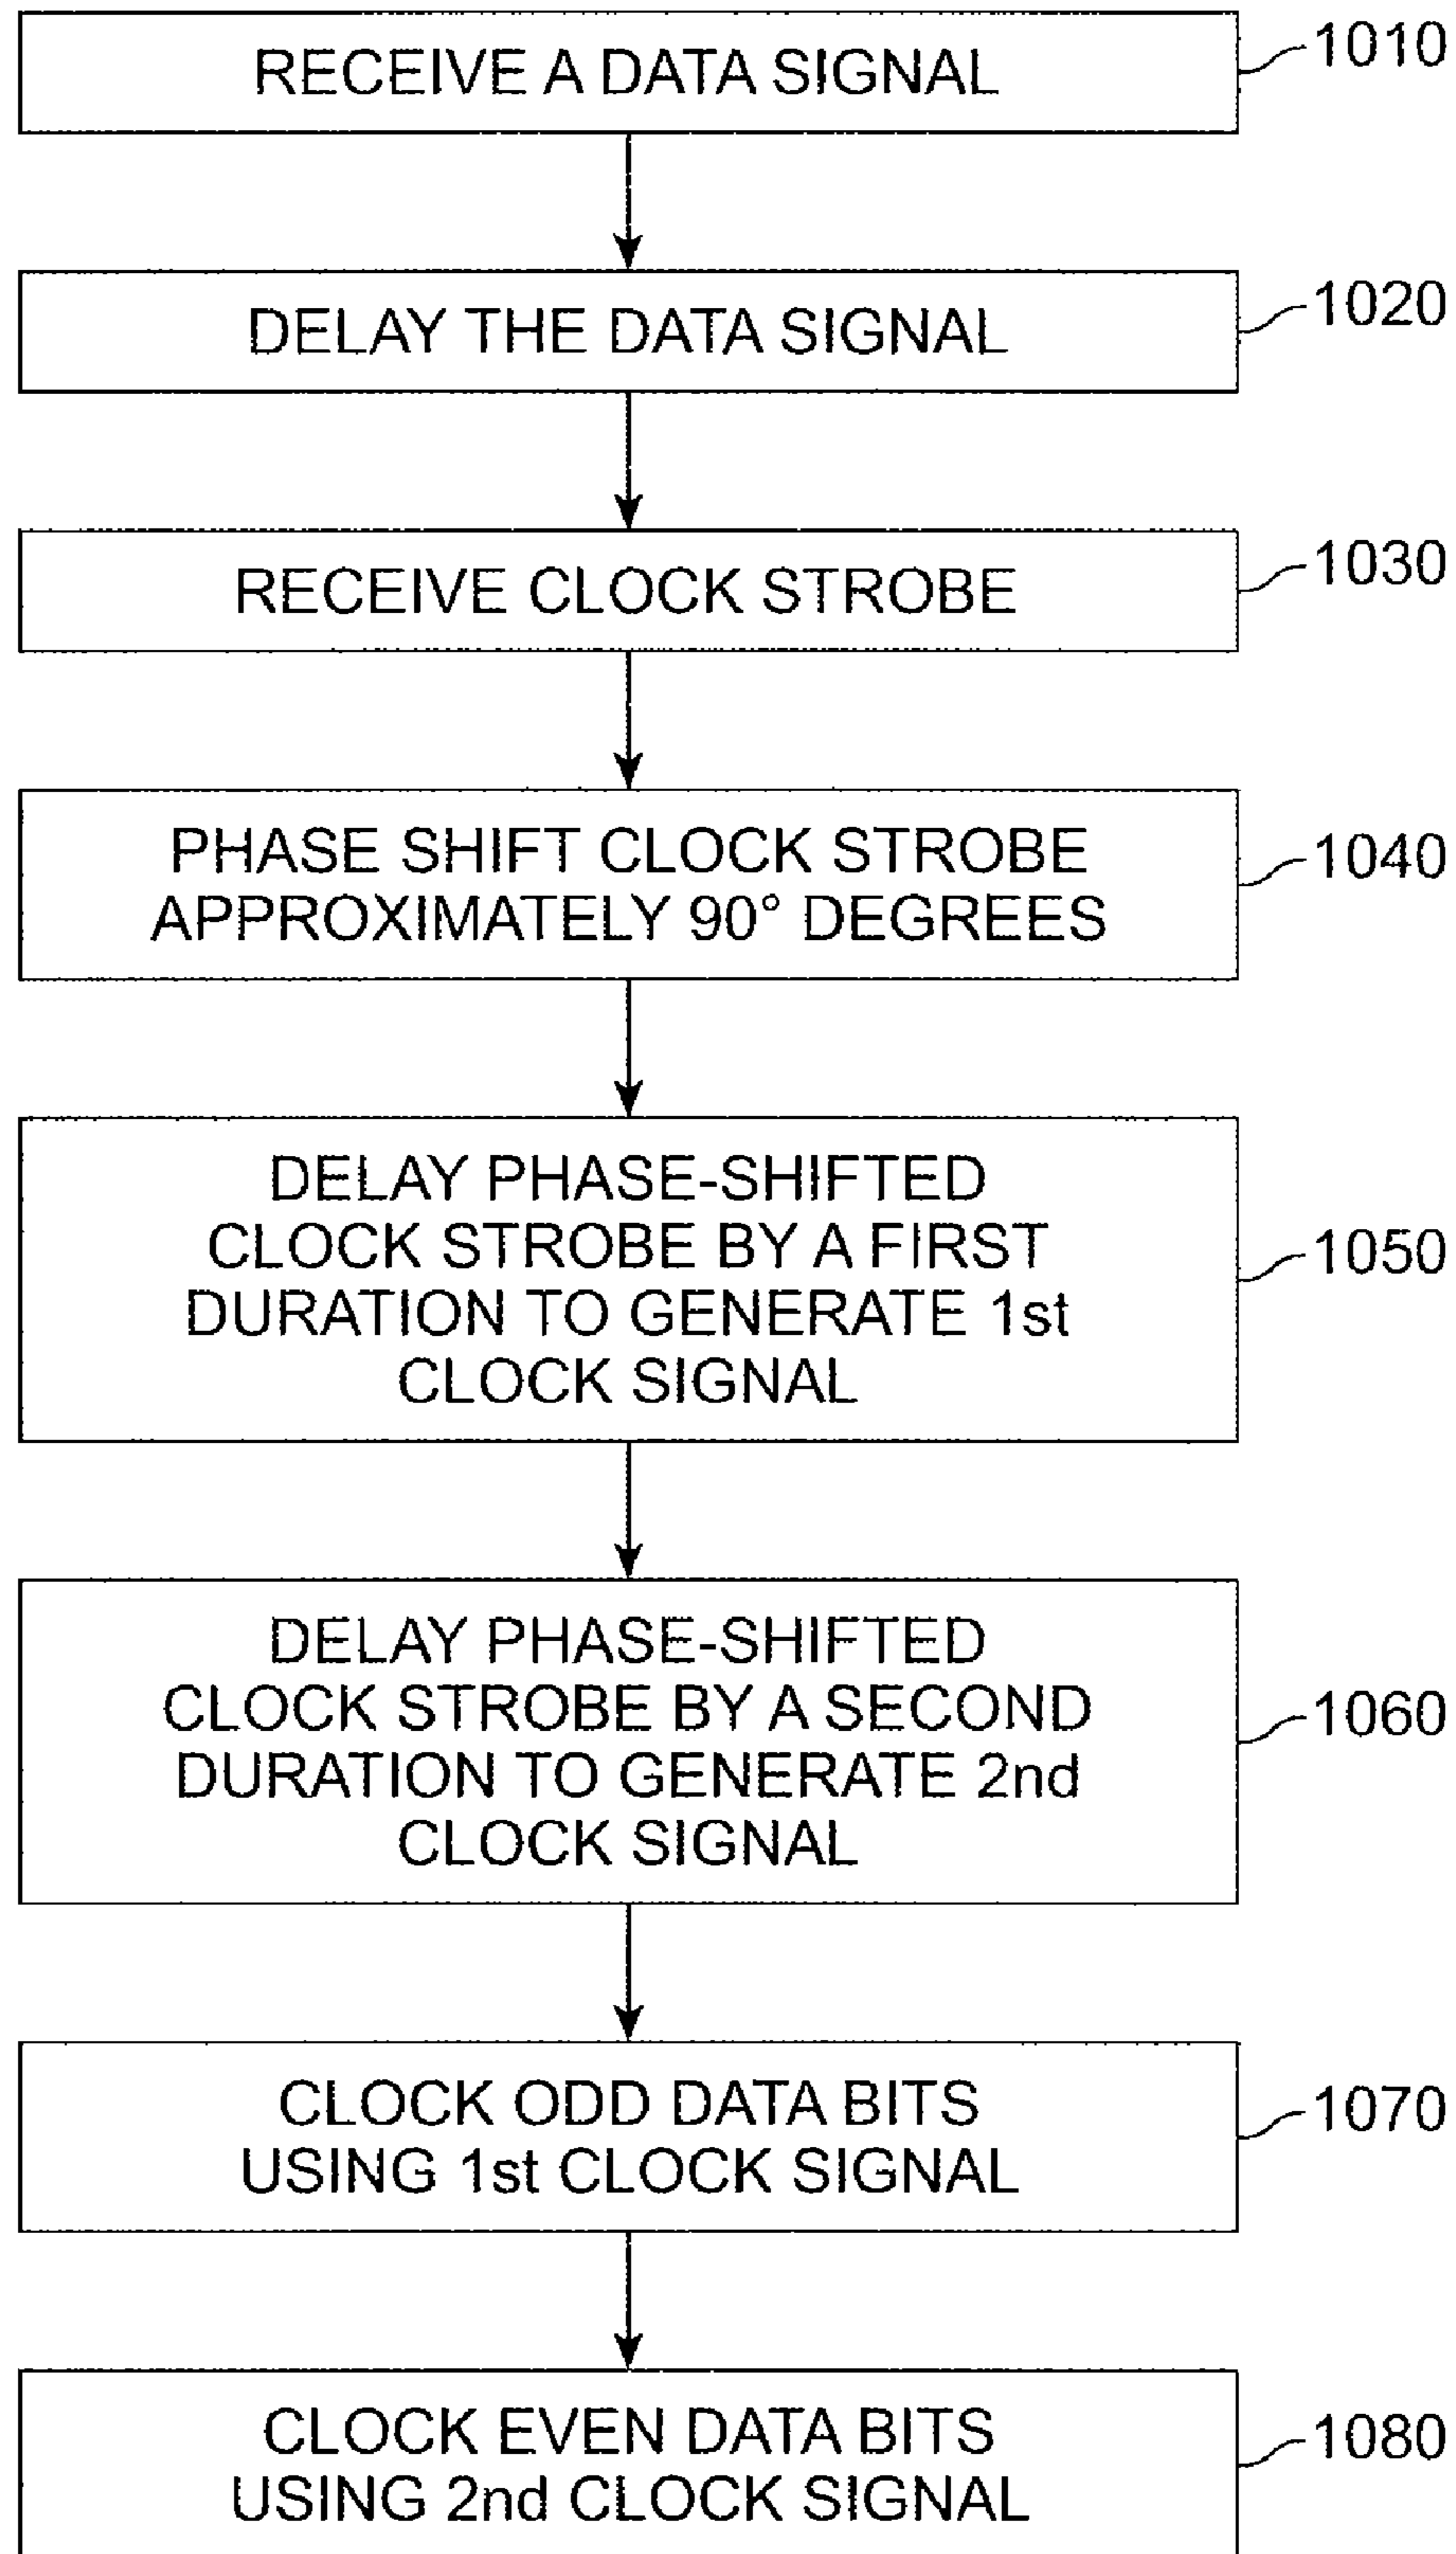 RECEIVE A DATA SIGNAL
1010
DELAY THE DATA SIGNAL
1020
RECEIVE CLOCK STROBE
1030
PHASE SHIFT CLOCK STROBE
APPROXIMATELY 90° DEGREES
1040
DELAY PHASE-SHIFTED
CLOCK STROBE BY A FIRST
DURATION TO GENERATE 1st
CLOCK SIGNAL
1050
DELAY PHASE-SHIFTED
CLOCK STROBE BY A SECOND
DURATION TO GENERATE 2nd
CLOCK SIGNAL
1060
CLOCK ODD DATA BITS
USING 1st CLOCK SIGNAL
1070
CLOCK EVEN DATA BITS
USING 2nd CLOCK SIGNAL
1080